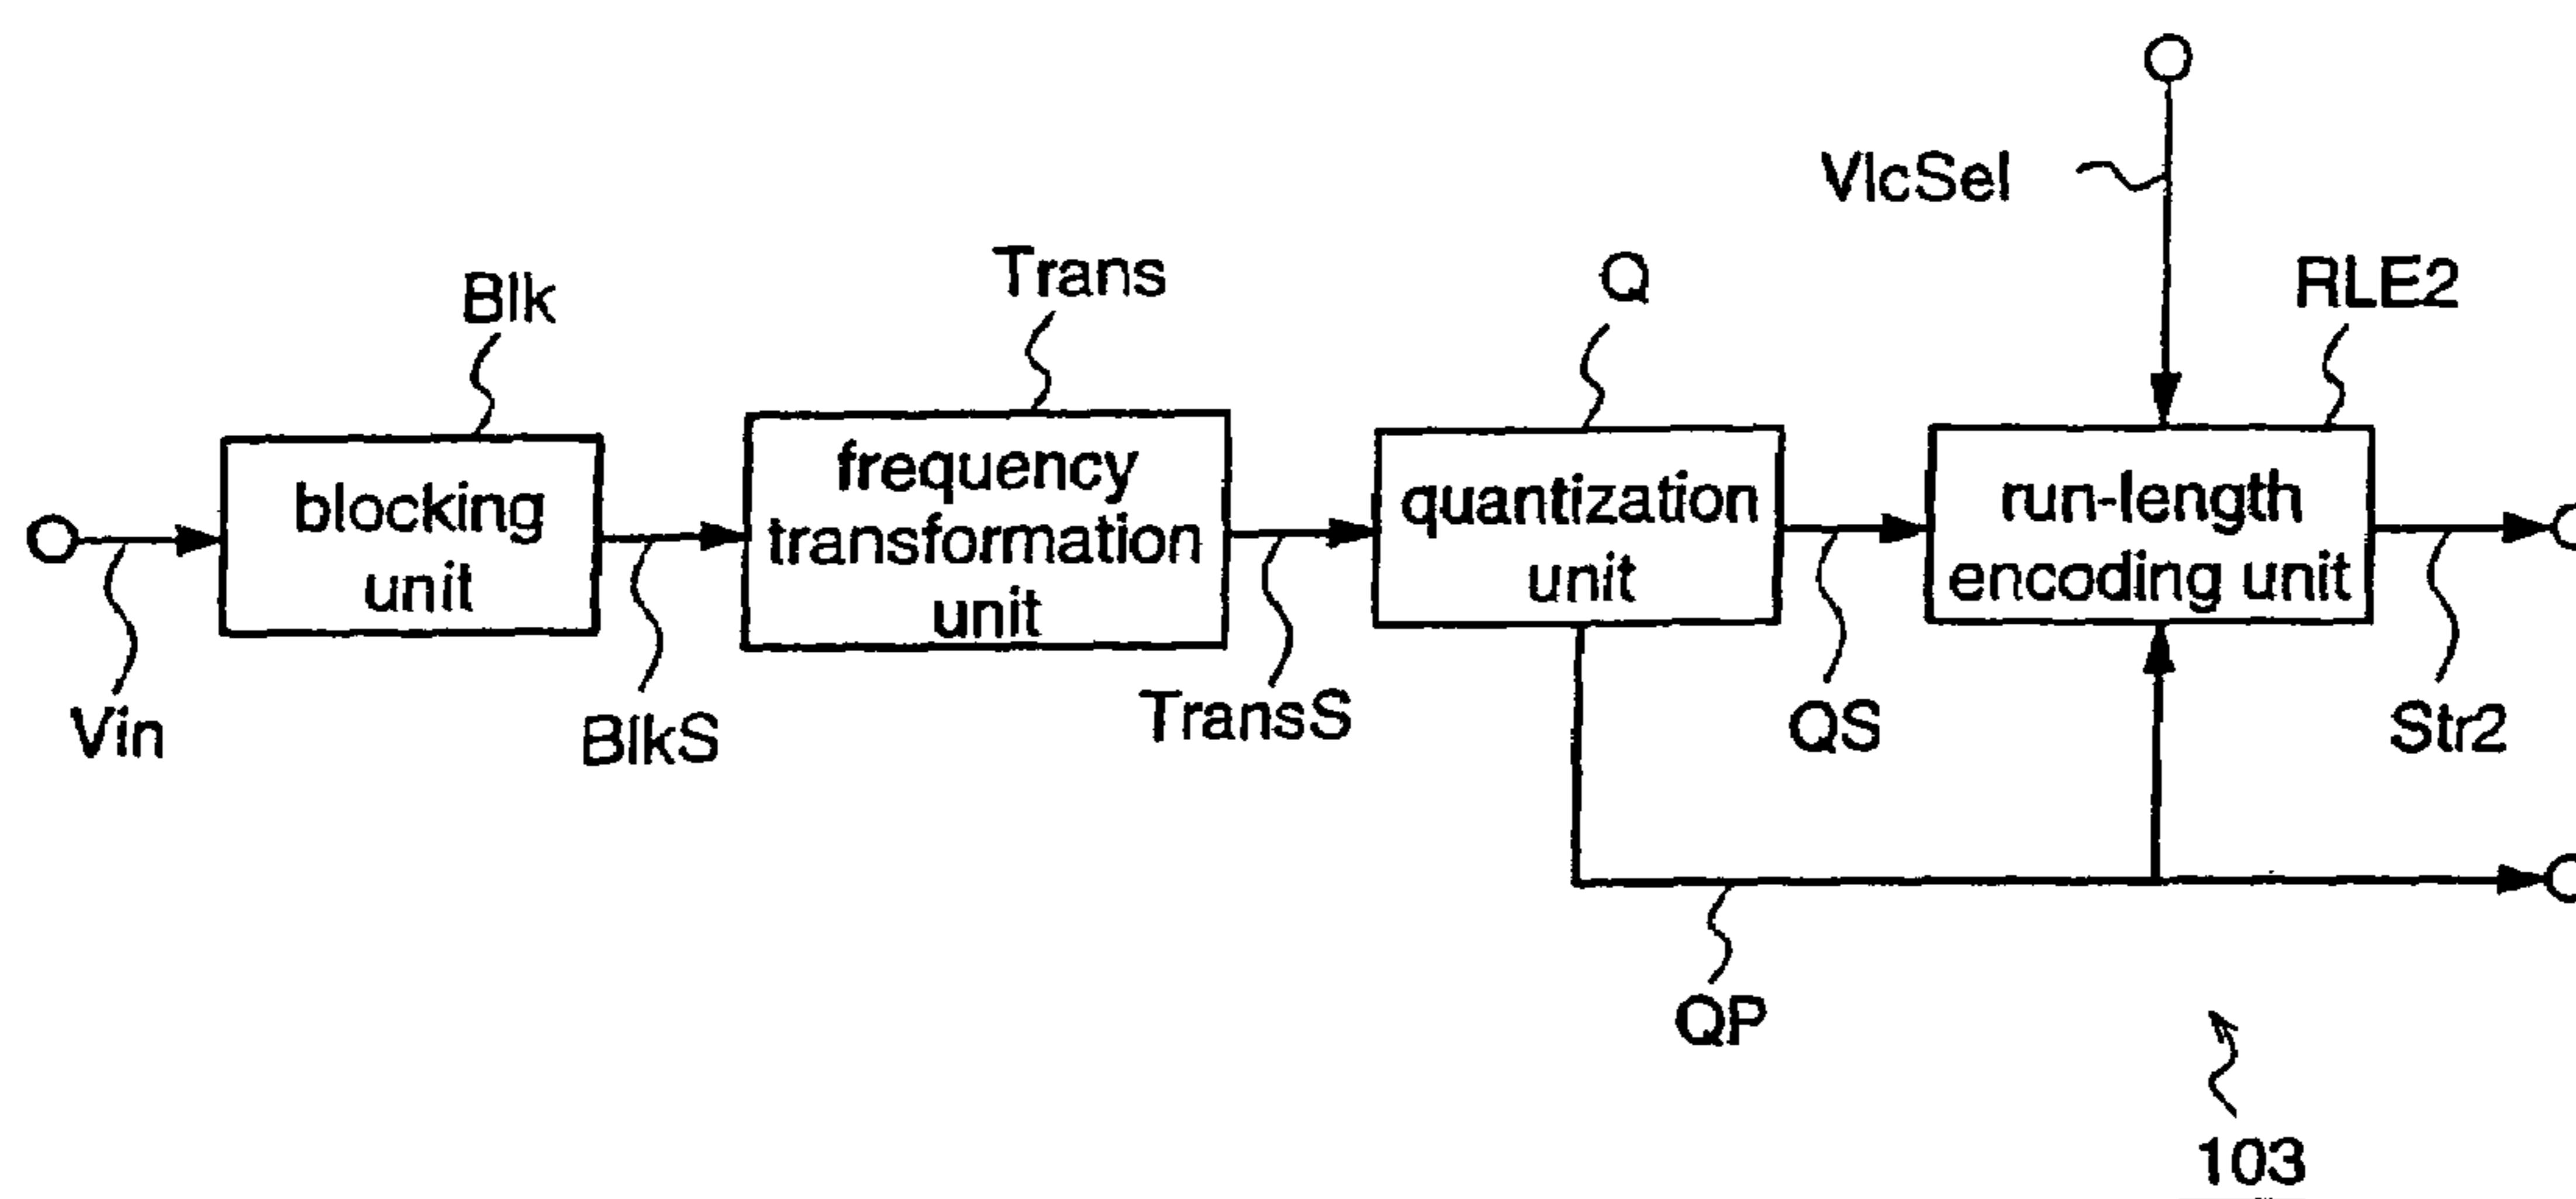 VlcSel
Blk
Trans
Q
RLE2
blocking
unit
frequency
transformation
unit
quantization
unit
run-length
encoding unit
Vin
BlkS
TransS
QS
Str2
QP
103